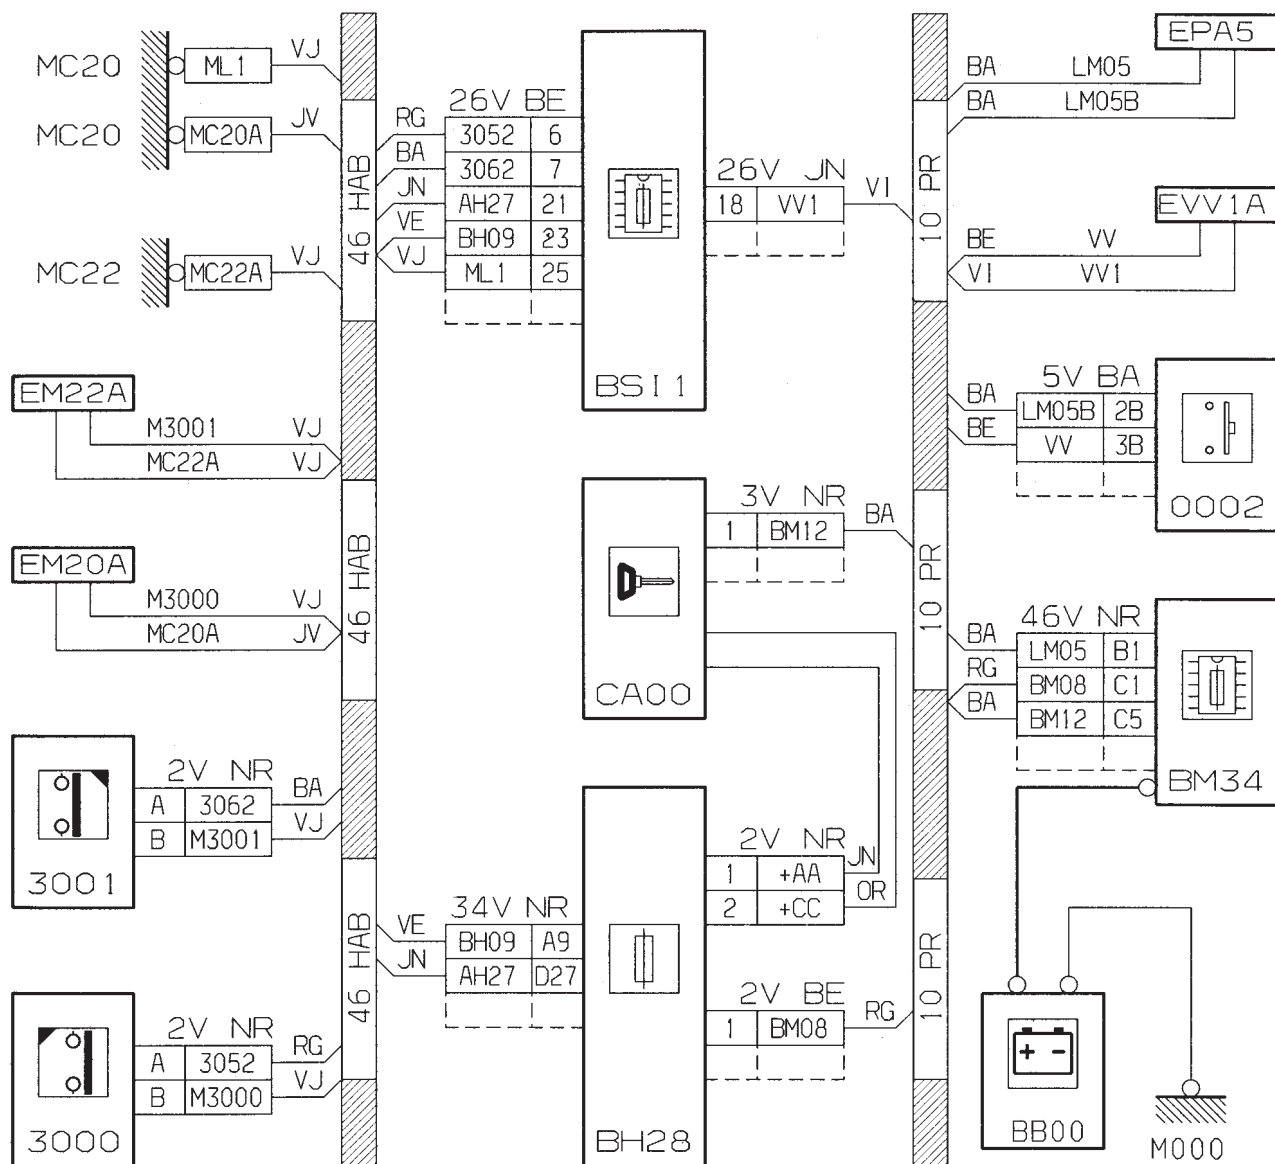 MC20 ML1 VJ
MC20 MC20A JV
MC22 MC22A VJ
EM22A
M3001 VJ
MC22A VJ
EM20A
M3000 VJ
MC20A JV
2V NR
A 3062 BA
B M3001 VJ
3001
2V NR
A 3052 RG
B M3000 VJ
3000
46 HAB
46 HAB
46 HAB
26V BE
RG 3052 6
BA 3062 7
JN AH27 21
VE BH09 23
VJ ML1 25
BSI1
26V JN
18 VV1 VI
CA00
3V NR
1 BM12 BA
34V NR
VE BH09 A9
JN AH27 D27
BH28
2V NR
1 +AA JN
2 +CC OR
2V BE
1 BM08 RG
10 PR
10 PR
10 PR
EPA5
BA LM05
BA LM05B
EVV1A
BE VV
VI VV1
5V BA
BA LM05B 2B
BE VV 3B
0002
46V NR
BA LM05 B1
RG BM08 C1
BA BM12 C5
BM34
+ -
BB00
M000